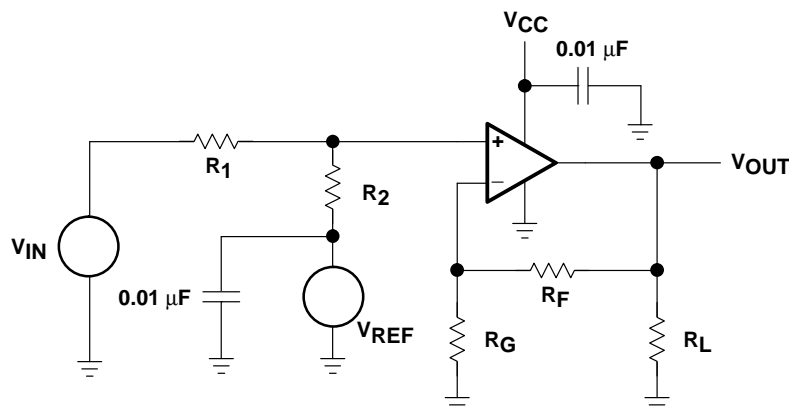 VCC
0.01 μF
R1
+
−
VOUT
R2
VIN
0.01 μF
RF
VREF
RG
RL